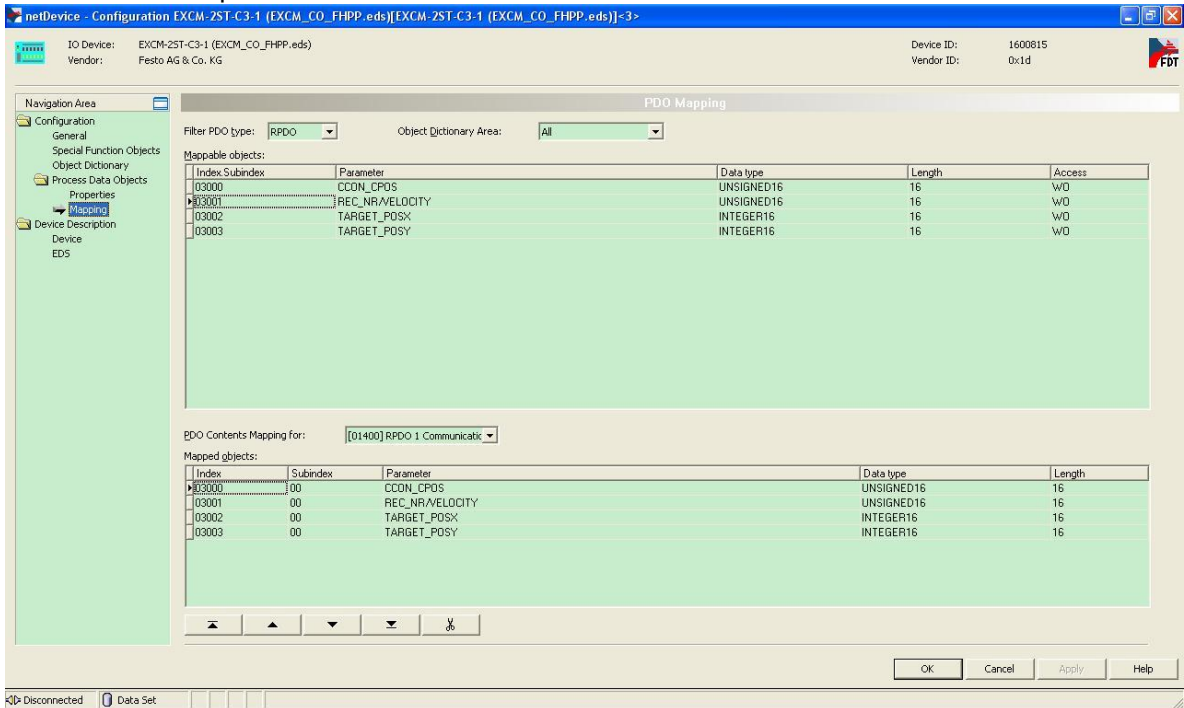 netDevice - Configuration EXCM-2ST-C3-1 (EXCM_CO_FHPP.eds)[EXCM-2ST-C3-1 (EXCM_CO_FHPP.eds)]<3>
IO Device: EXCM-2ST-C3-1 (EXCM_CO_FHPP.eds) Device ID: 1600815
Vendor: Festo AG & Co. KG Vendor ID: 0x1d
FDT
Navigation Area
Configuration
General
Special Function Objects
Object Dictionary
Process Data Objects
Properties
Mapping
Device Description
Device
EDS
PDO Mapping
Filter PDO type: RPDO Object Dictionary Area: All
Mappable objects:
Index.Subindex Parameter Data type Length Access
03000 CCON_CPOS UNSIGNED16 16 WO
03001 REC_NR/VELOCITY UNSIGNED16 16 WO
03002 TARGET_POSX INTEGER16 16 WO
03003 TARGET_POSY INTEGER16 16 WO
PDO Contents Mapping for: [01400] RPDO 1 Communicatic
Mapped objects:
Index Subindex Parameter Data type Length
03000 00 CCON_CPOS UNSIGNED16 16
03001 00 REC_NR/VELOCITY UNSIGNED16 16
03002 00 TARGET_POSX INTEGER16 16
03003 00 TARGET_POSY INTEGER16 16
OK Cancel Apply Help
Disconnected Data Set